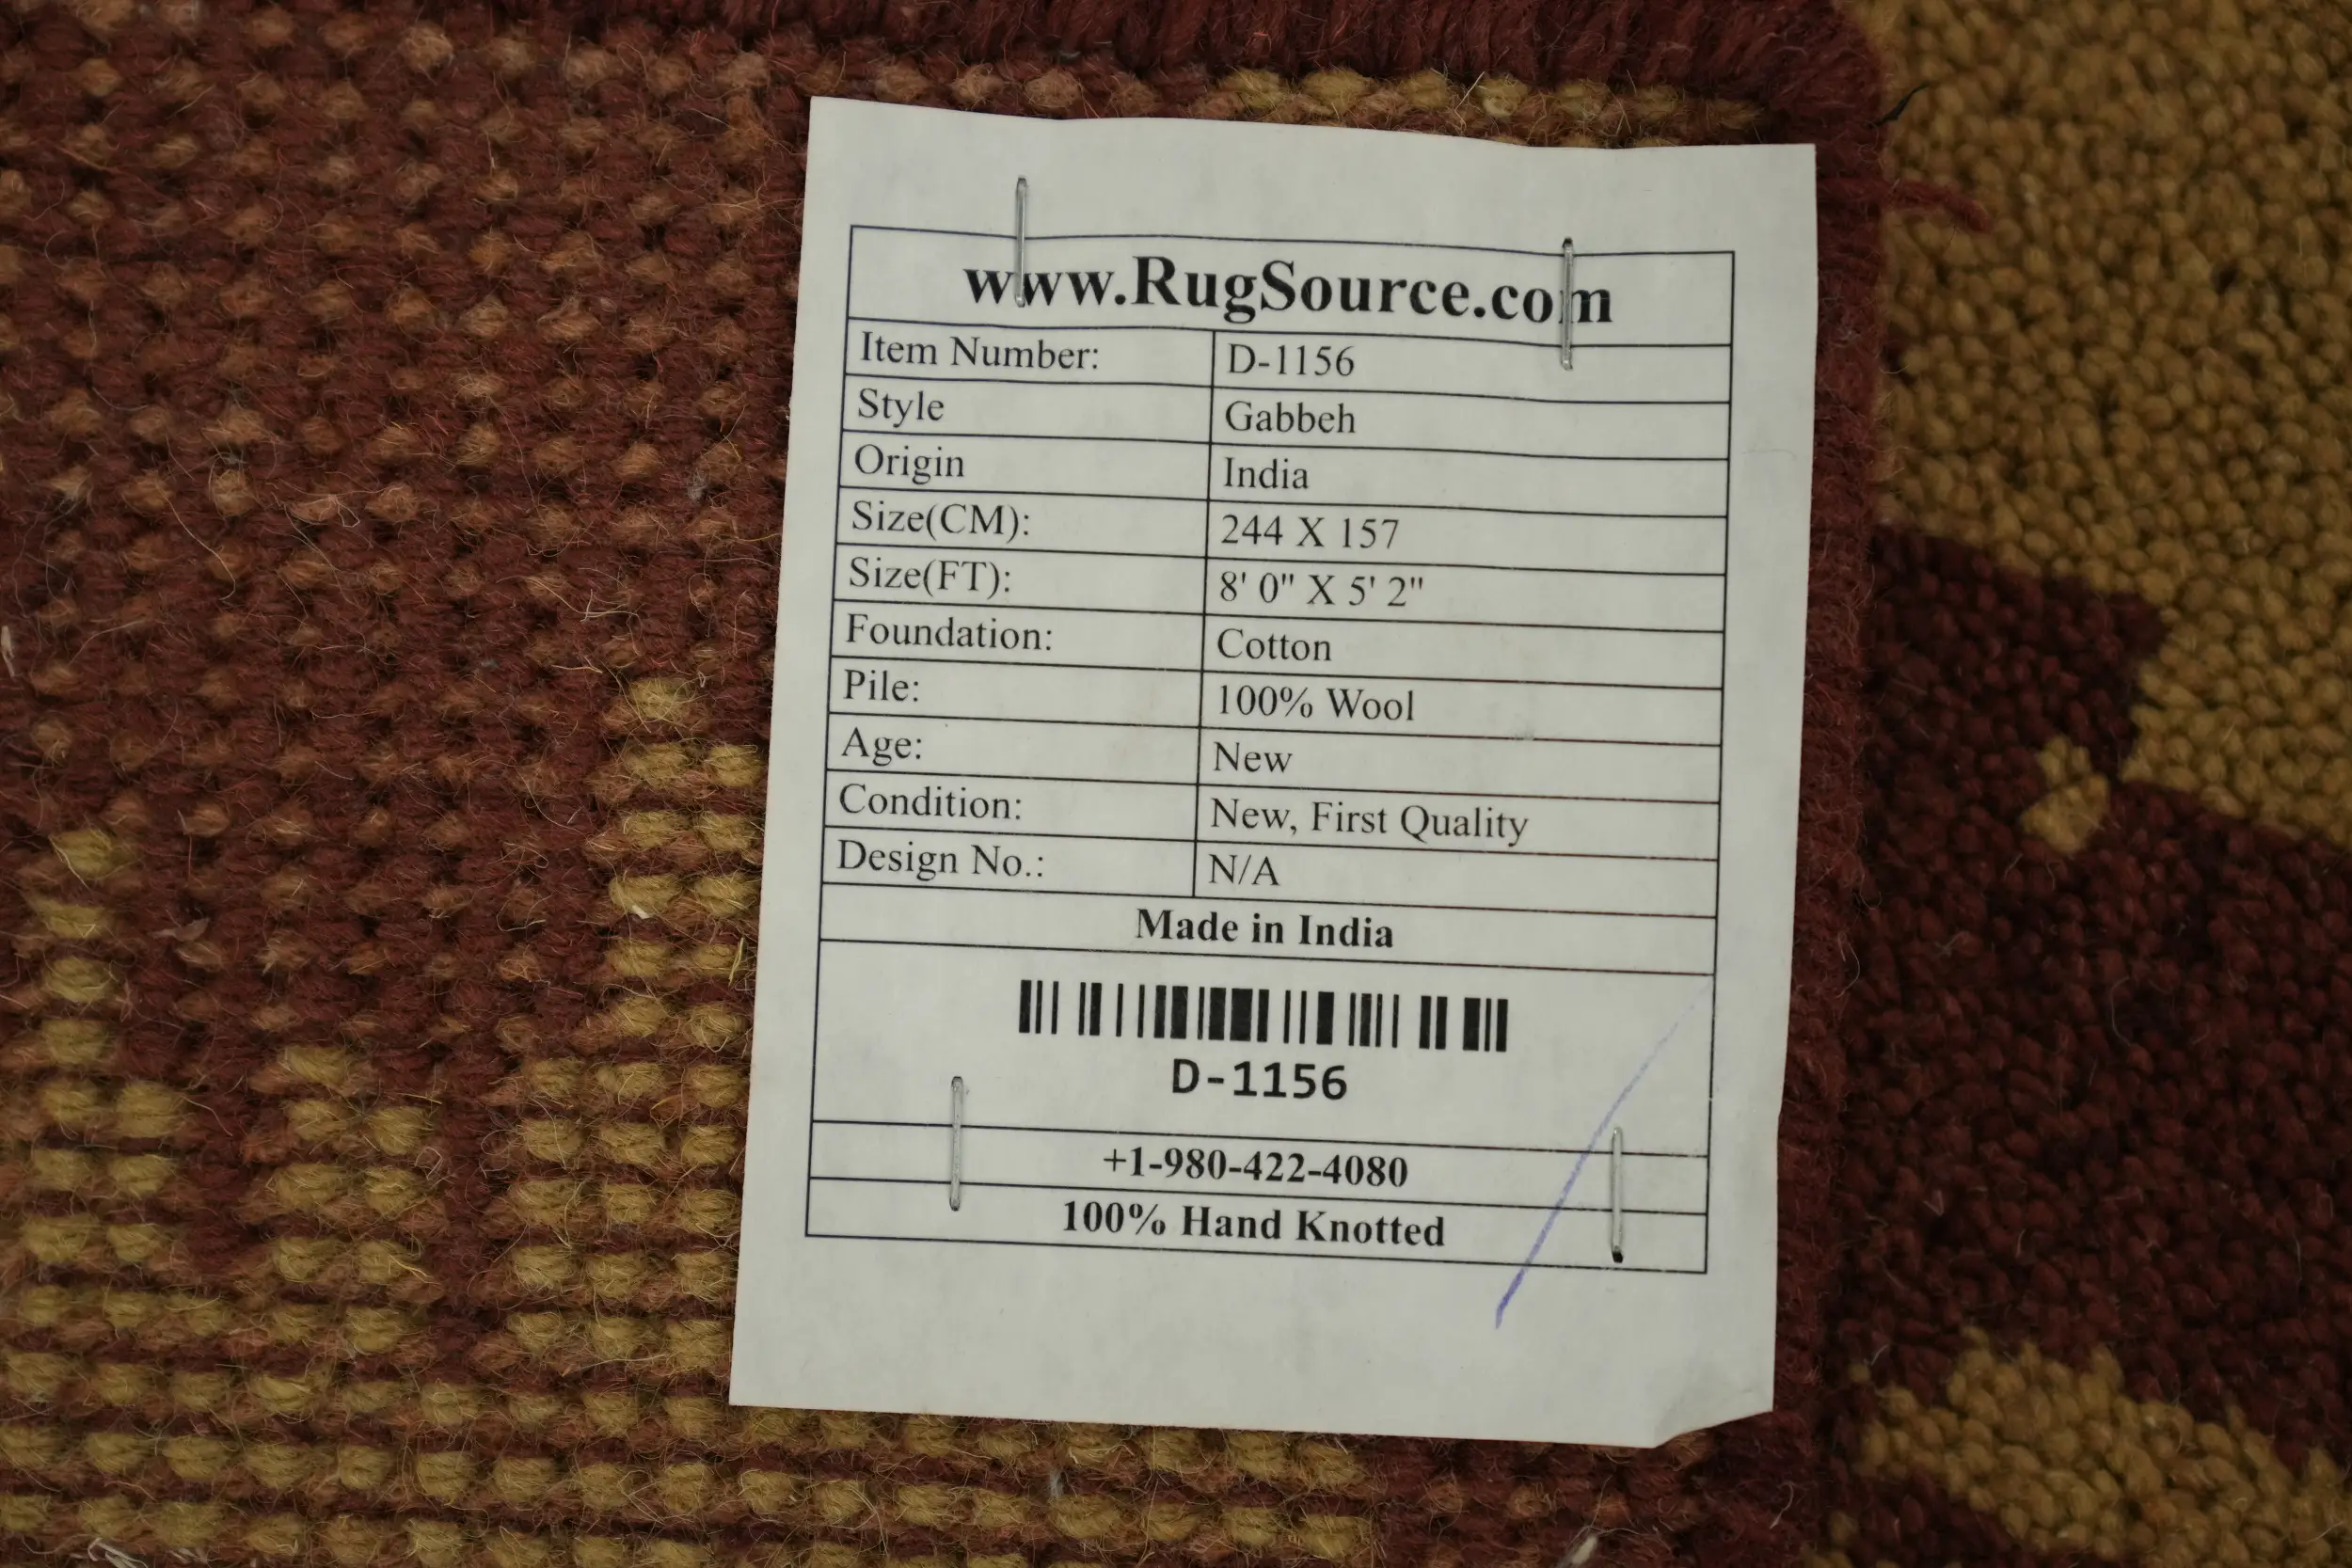 www.RugSource.com
Item Number: D-1156
Style Gabbeh
Origin India
Size(CM): 244 X 157
Size(FT): 8' 0" X 5' 2"
Foundation: Cotton
Pile: 100% Wool
Age: New
Condition: New, First Quality
Design No.: N/A
Made in India
D-1156
+1-980-422-4080
100% Hand Knotted